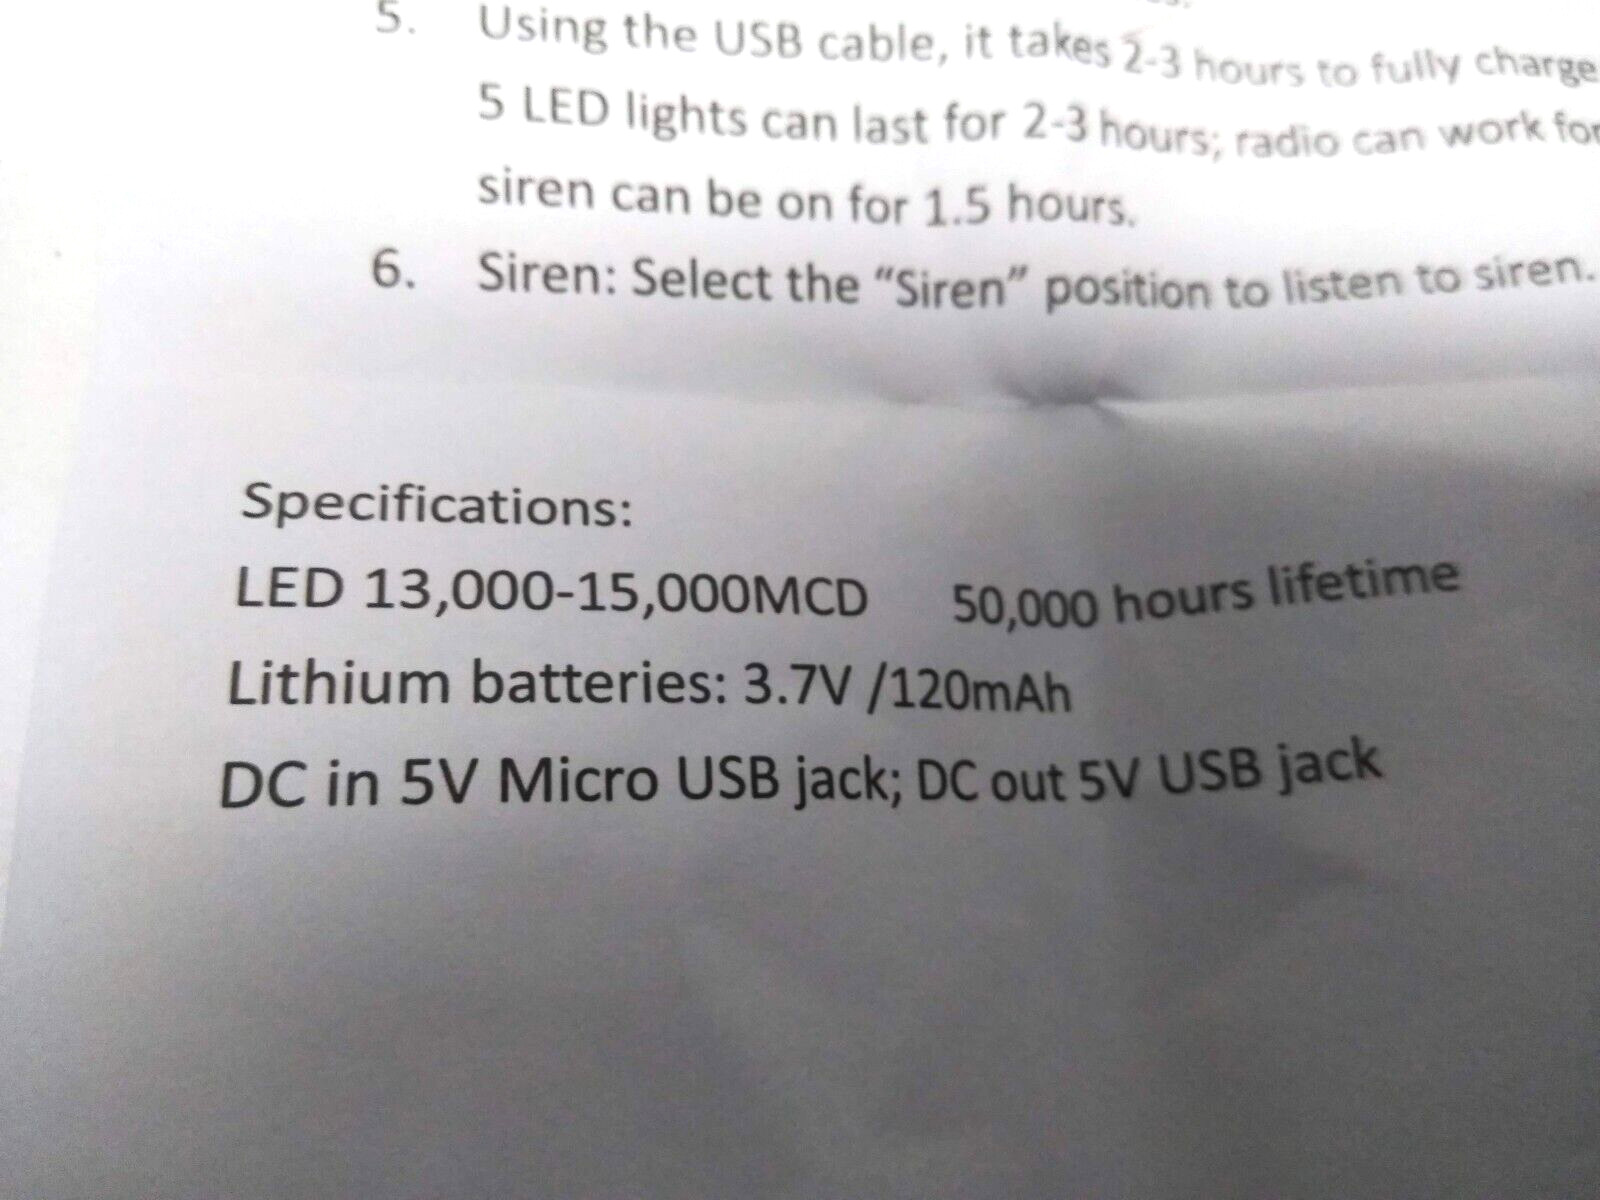 5. Using the USB cable, it takes 2-3 hours to fully charge
5 LED lights can last for 2-3 hours; radio can work for
siren can be on for 1.5 hours.
6. Siren: Select the “Siren” position to listen to siren.
Specifications:
LED 13,000-15,000MCD 50,000 hours lifetime
Lithium batteries: 3.7V /120mAh
DC in 5V Micro USB jack; DC out 5V USB jack